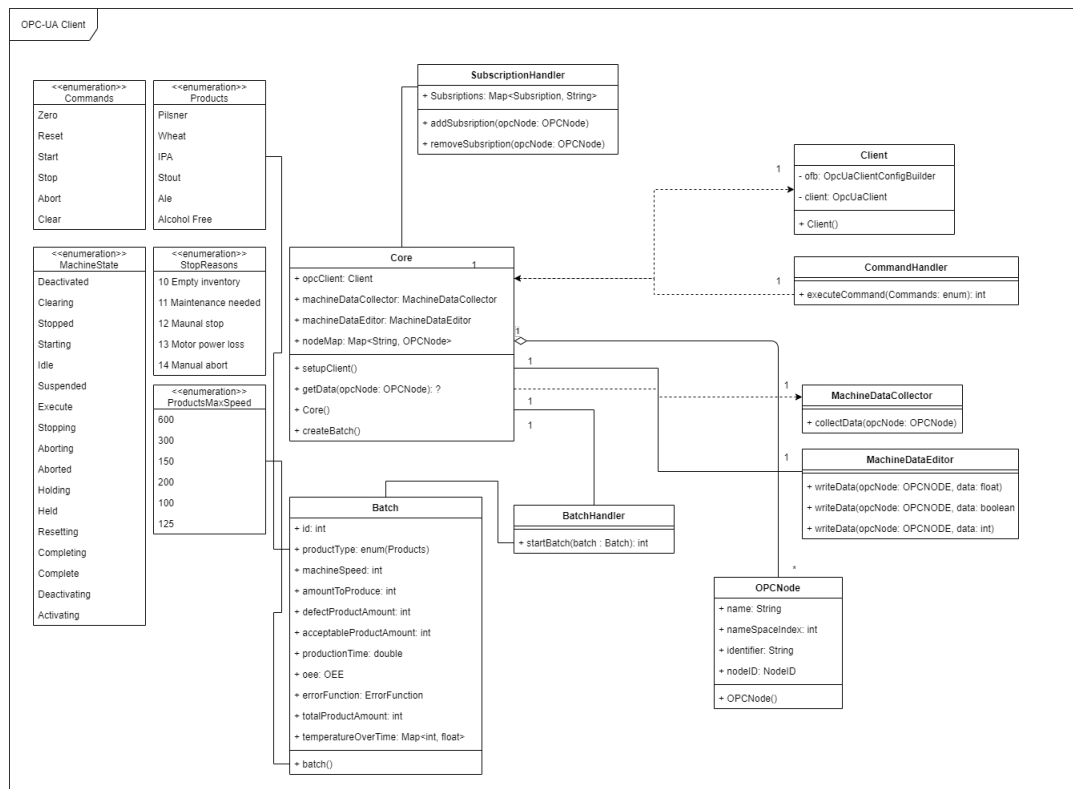 OPC-UA Client
<<enumeration>>
Commands
Zero
Reset
Start
Stop
Abort
Clear
<<enumeration>>
Products
Pilsner
Wheat
IPA
Stout
Ale
Alcohol Free
<<enumeration>>
MachineState
Deactivated
Clearing
Stopped
Starting
Idle
Suspended
Execute
Stopping
Aborting
Aborted
Holding
Held
Resetting
Completing
Complete
Deactivating
Activating
<<enumeration>>
StopReasons
10 Empty inventory
11 Maintenance needed
12 Maunal stop
13 Motor power loss
14 Manual abort
<<enumeration>>
ProductsMaxSpeed
600
300
150
200
100
125
SubscriptionHandler
+ Subsriptions: Map<Subsription, String>
+ addSubsription(opcNode: OPCNode)
+ removeSubsription(opcNode: OPCNode)
Core
1
+ opcClient: Client
+ machineDataCollector: MachineDataCollector
+ machineDataEditor: MachineDataEditor
+ nodeMap: Map<String, OPCNode>
+ setupClient()
+ getData(opcNode: OPCNode): ?
+ Core()
+ createBatch()
1
1
1
1
Batch
+ id: int
+ productType: enum(Products)
+ machineSpeed: int
+ amountToProduce: int
+ defectProductAmount: int
+ acceptableProductAmount: int
+ productionTime: double
+ oee: OEE
+ errorFunction: ErrorFunction
+ totalProductAmount: int
+ temperatureOverTime: Map<int, float>
+ batch()
BatchHandler
+ startBatch(batch : Batch): int
1
Client
- ofb: OpcUaClientConfigBuilder
- client: OpcUaClient
+ Client()
1
CommandHandler
+ executeCommand(Commands: enum): int
1
MachineDataCollector
+ collectData(opcNode: OPCNode)
1
MachineDataEditor
+ writeData(opcNode: OPCNODE, data: float)
+ writeData(opcNode: OPCNODE, data: boolean
+ writeData(opcNode: OPCNODE, data: int)
*
OPCNode
+ name: String
+ nameSpaceIndex: int
+ identifier: String
+ nodeID: NodeID
+ OPCNode()